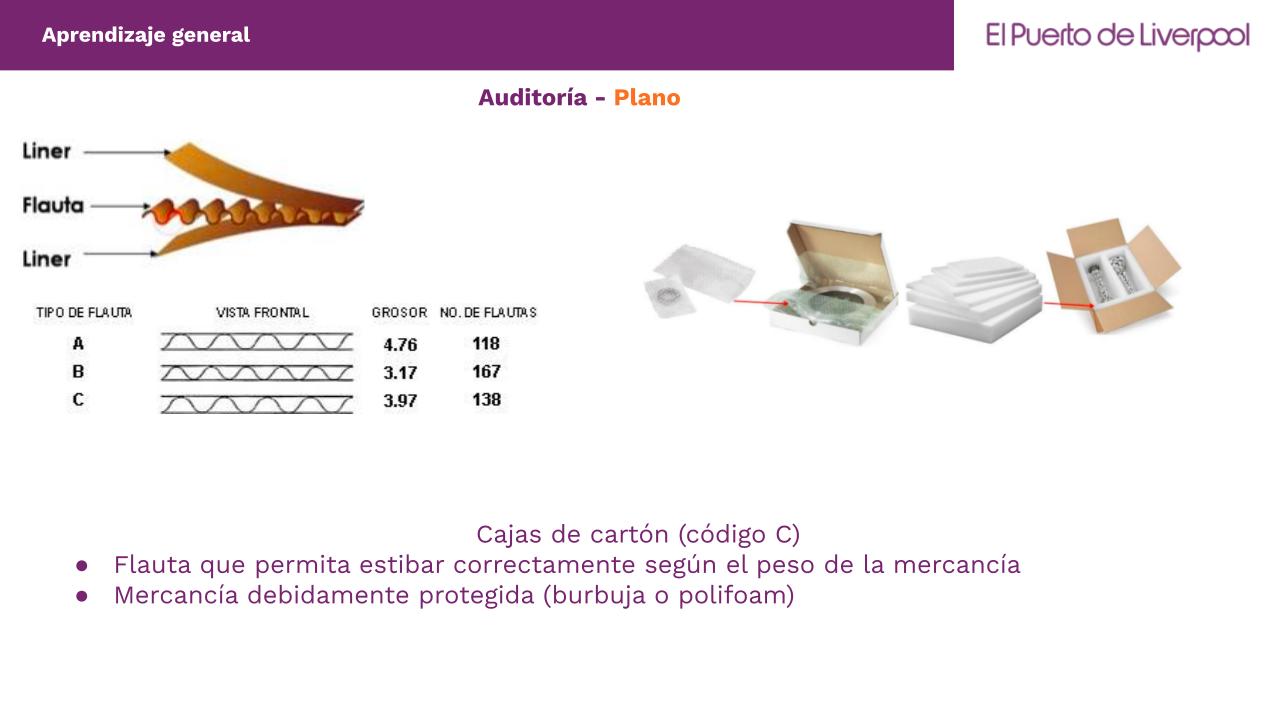 Aprendizaje general
El Puerto de Liverpool
Auditoría - Plano
Liner
Flauta
Liner
TIPO DE FLAUTA VISTA FRONTAL GROSOR NO. DE FLAUTAS
A 4.76 118
B 3.17 167
C 3.97 138
Cajas de cartón (código C)
● Flauta que permita estibar correctamente según el peso de la mercancía
● Mercancía debidamente protegida (burbuja o polifoam)